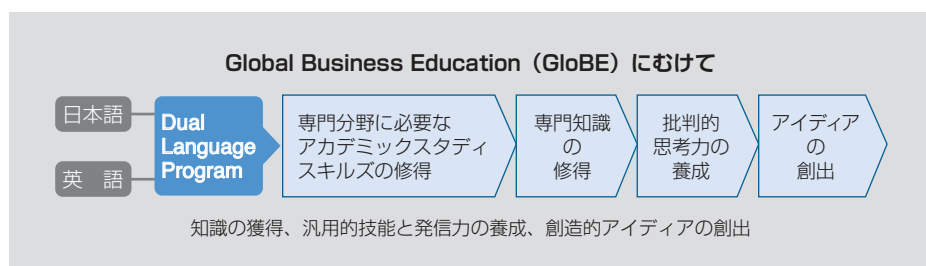 Global Business Education（GloBE）にむけて
日本語
英　語
Dual
Language
Program
専門分野に必要な
アカデミックスタディ
スキルズの修得
専門知識
の
修得
批判的
思考力の
養成
アイディア
の
創出
知識の獲得、汎用的技能と発信力の養成、創造的アイディアの創出